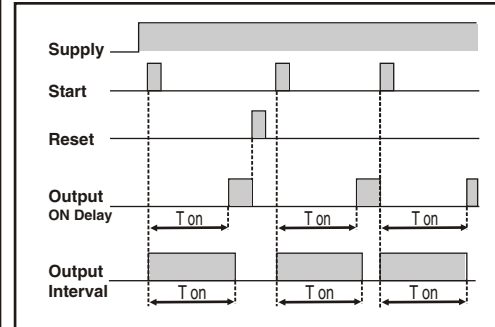 Supply
Start
Reset
Output
ON Delay
T on T on T on
Output
Interval
T on T on T on